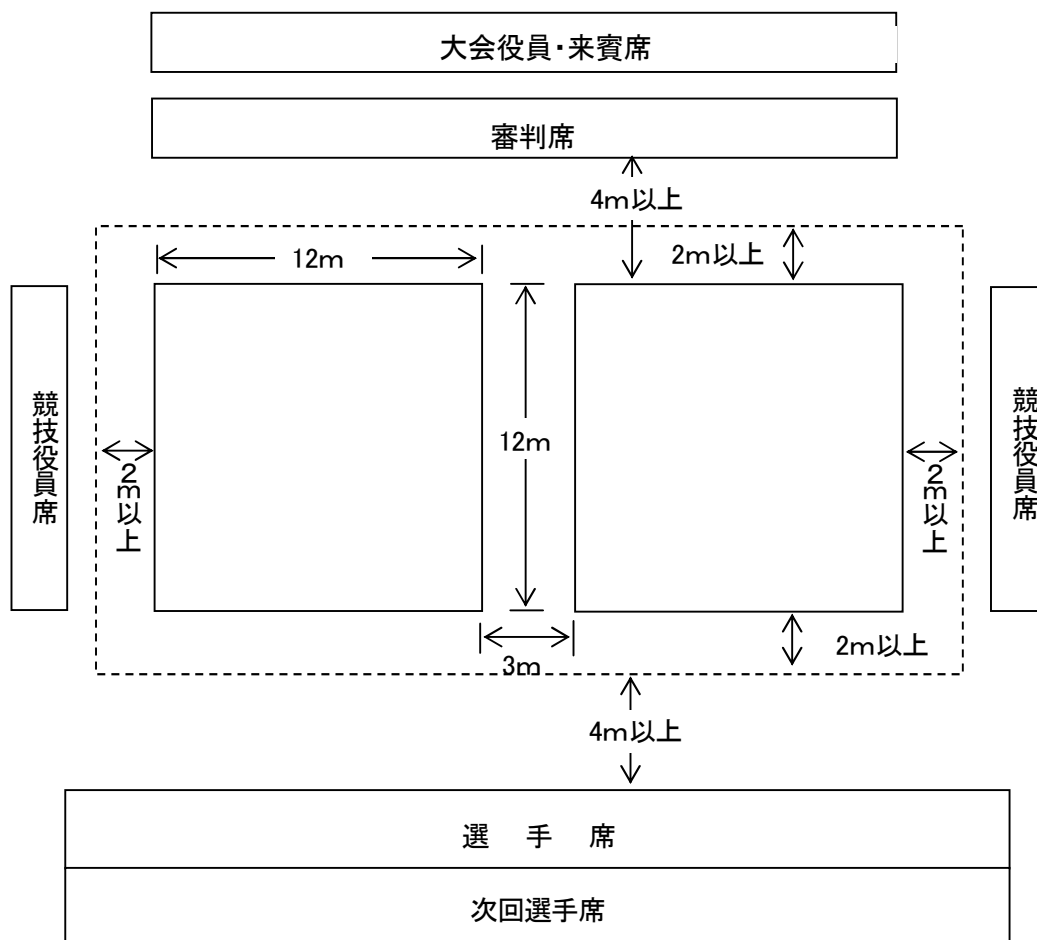 大会役員・来賓席
審判席
4m以上
2m以上
12m
競技役員席
2m以上
12m
2m以上
競技役員席
3m
2m以上
4m以上
選 手 席
次回選手席